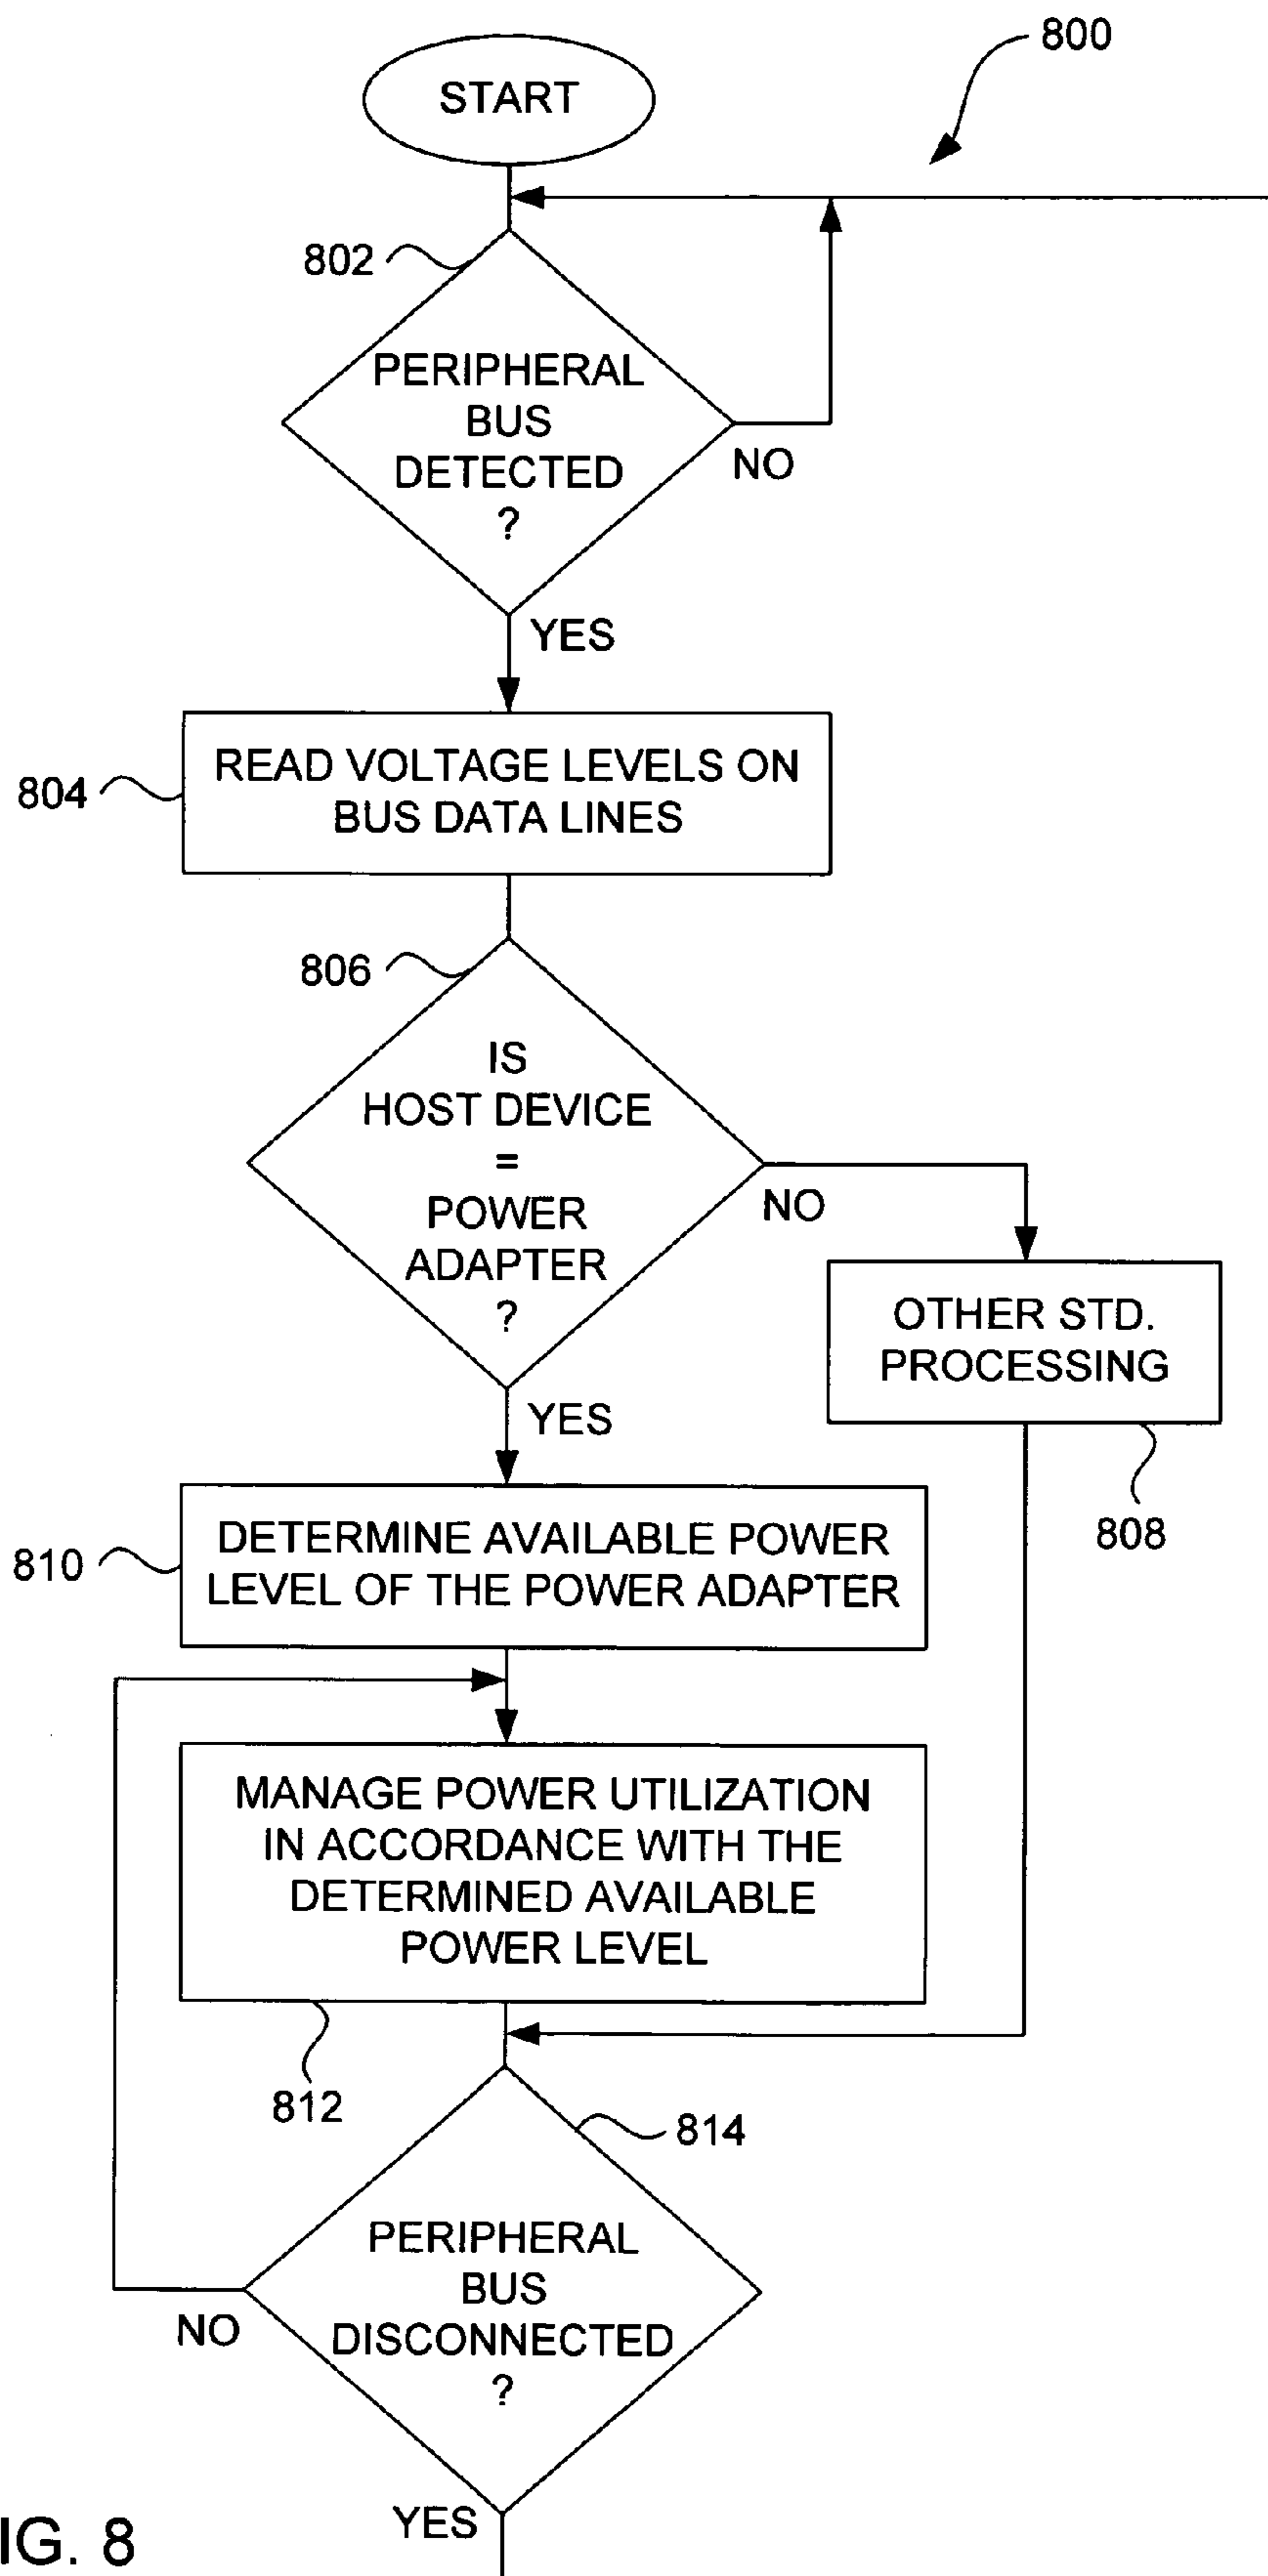 800
START
802
PERIPHERAL
BUS
DETECTED
?
NO
YES
804
READ VOLTAGE LEVELS ON
BUS DATA LINES
806
IS
HOST DEVICE
=
POWER
ADAPTER
?
NO
YES
OTHER STD.
PROCESSING
808
810
DETERMINE AVAILABLE POWER
LEVEL OF THE POWER ADAPTER
MANAGE POWER UTILIZATION
IN ACCORDANCE WITH THE
DETERMINED AVAILABLE
POWER LEVEL
812
814
PERIPHERAL
BUS
DISCONNECTED
?
NO
YES
IG. 8